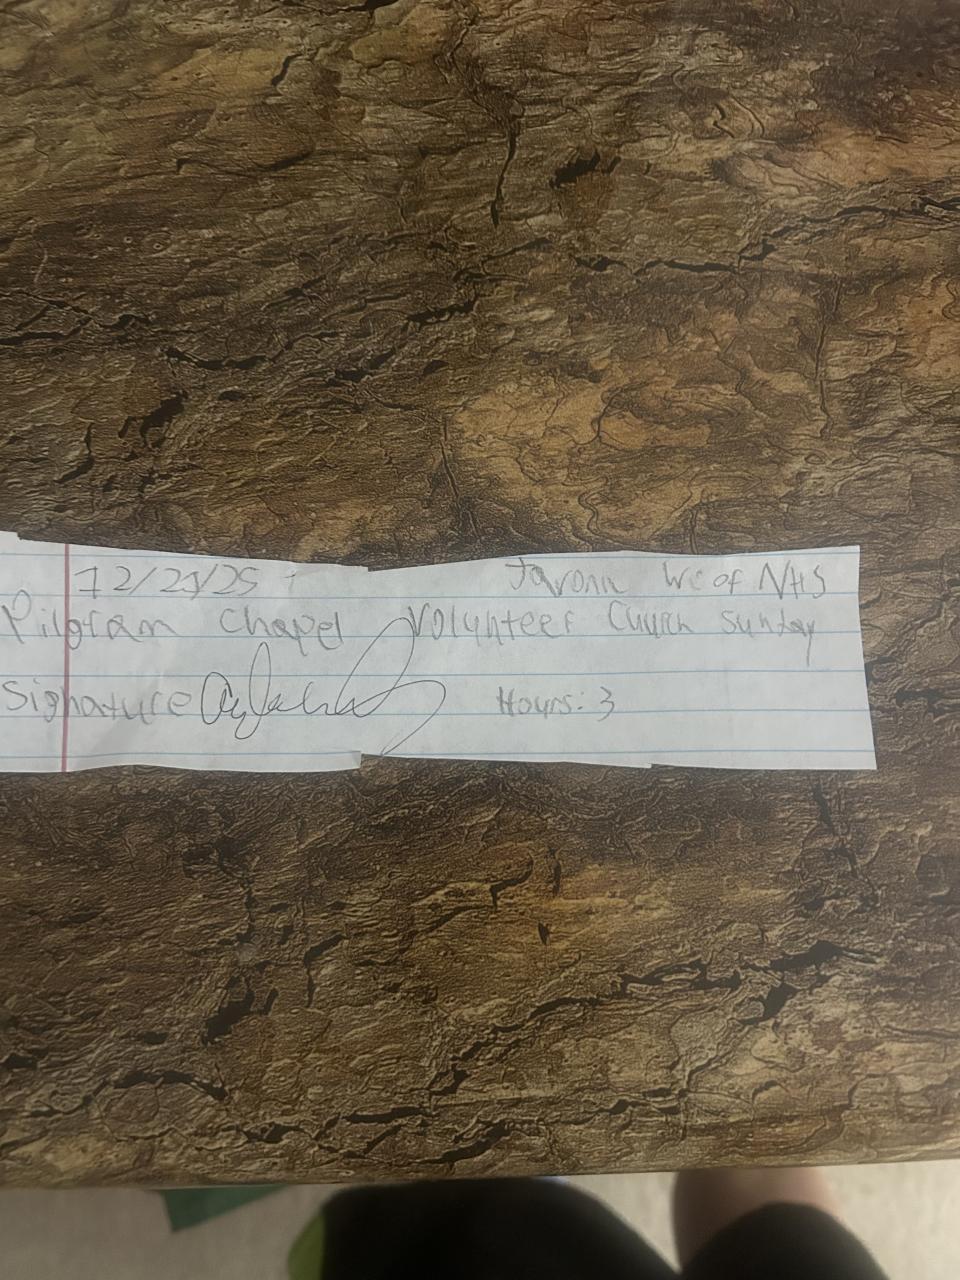 12/21/25 Javonn Wc of NHS
Pilgram Chapel Volunteer Church Sunday
Signature Hours: 3